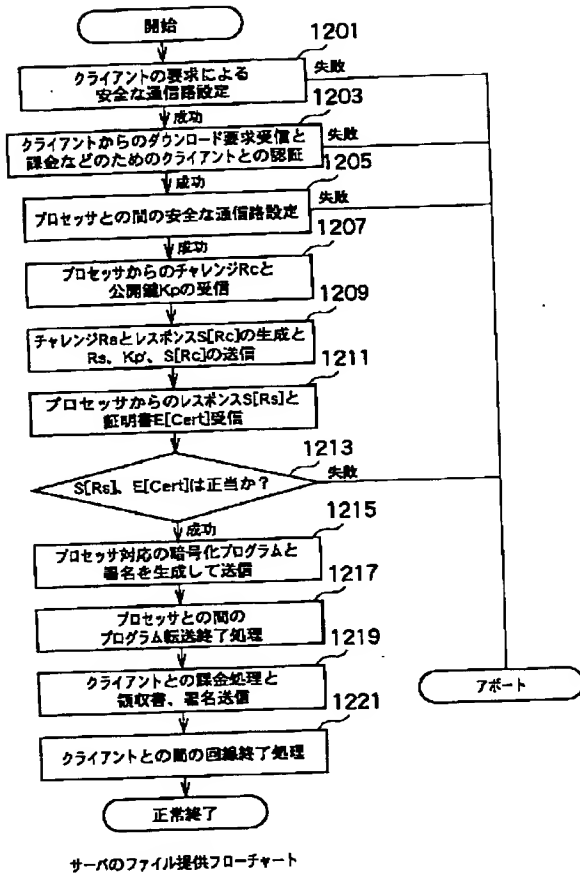 開始
1201
クライアントの要求による
安全な通信路設定
失敗
成功
1203
クライアントからのダウンロード要求受信と
課金などのためのクライアントとの認証
失敗
成功
1205
プロセッサとの間の安全な通信路設定
失敗
成功
1207
プロセッサからのチャレンジRcと
公開鍵Kpの受信
1209
チャレンジRsとレスポンスS[Rc]の生成と
Rs、Kp'、S[Rc]の送信
1211
プロセッサからのレスポンスS[Rs]と
証明書E[Cert]受信
1213
S[Rs]、E[Cert]は正当か？
失敗
成功
1215
プロセッサ対応の暗号化プログラムと
署名を生成して送信
1217
プロセッサとの間の
プログラム転送終了処理
1219
クライアントとの課金処理と
領収書、署名送信
1221
クライアントとの間の回線終了処理
アボート
正常終了
サーバのファイル提供フローチャート